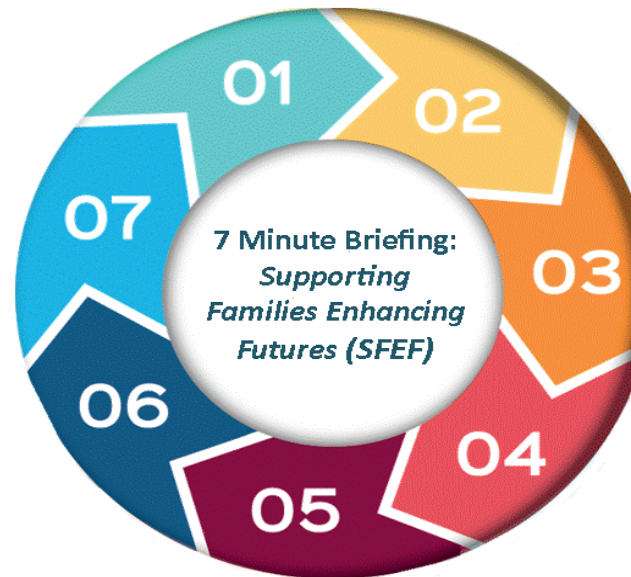 01
02
03
04
05
06
07
7 Minute Briefing:
Supporting
Families Enhancing
Futures (SFEF)